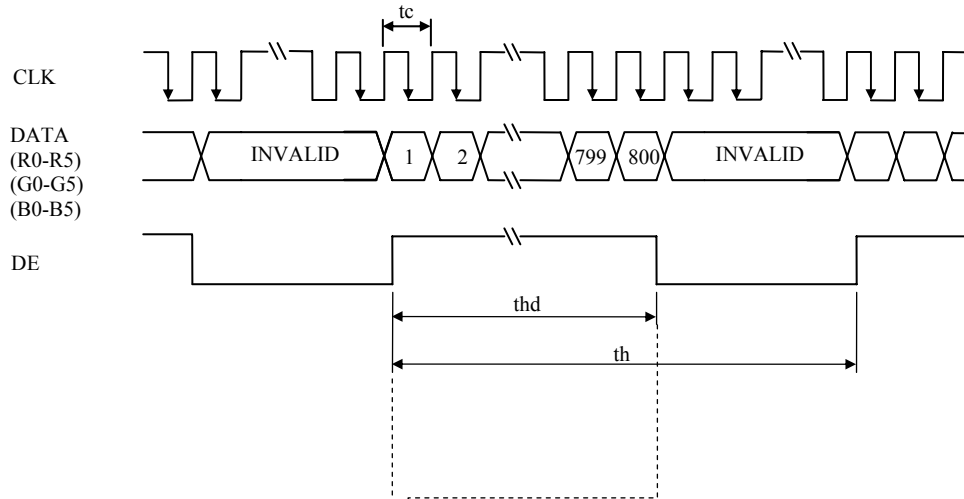 tc
CLK
DATA
(R0-R5)
(G0-G5)
(B0-B5)
INVALID 1 2 799 800 INVALID
DE
thd
th